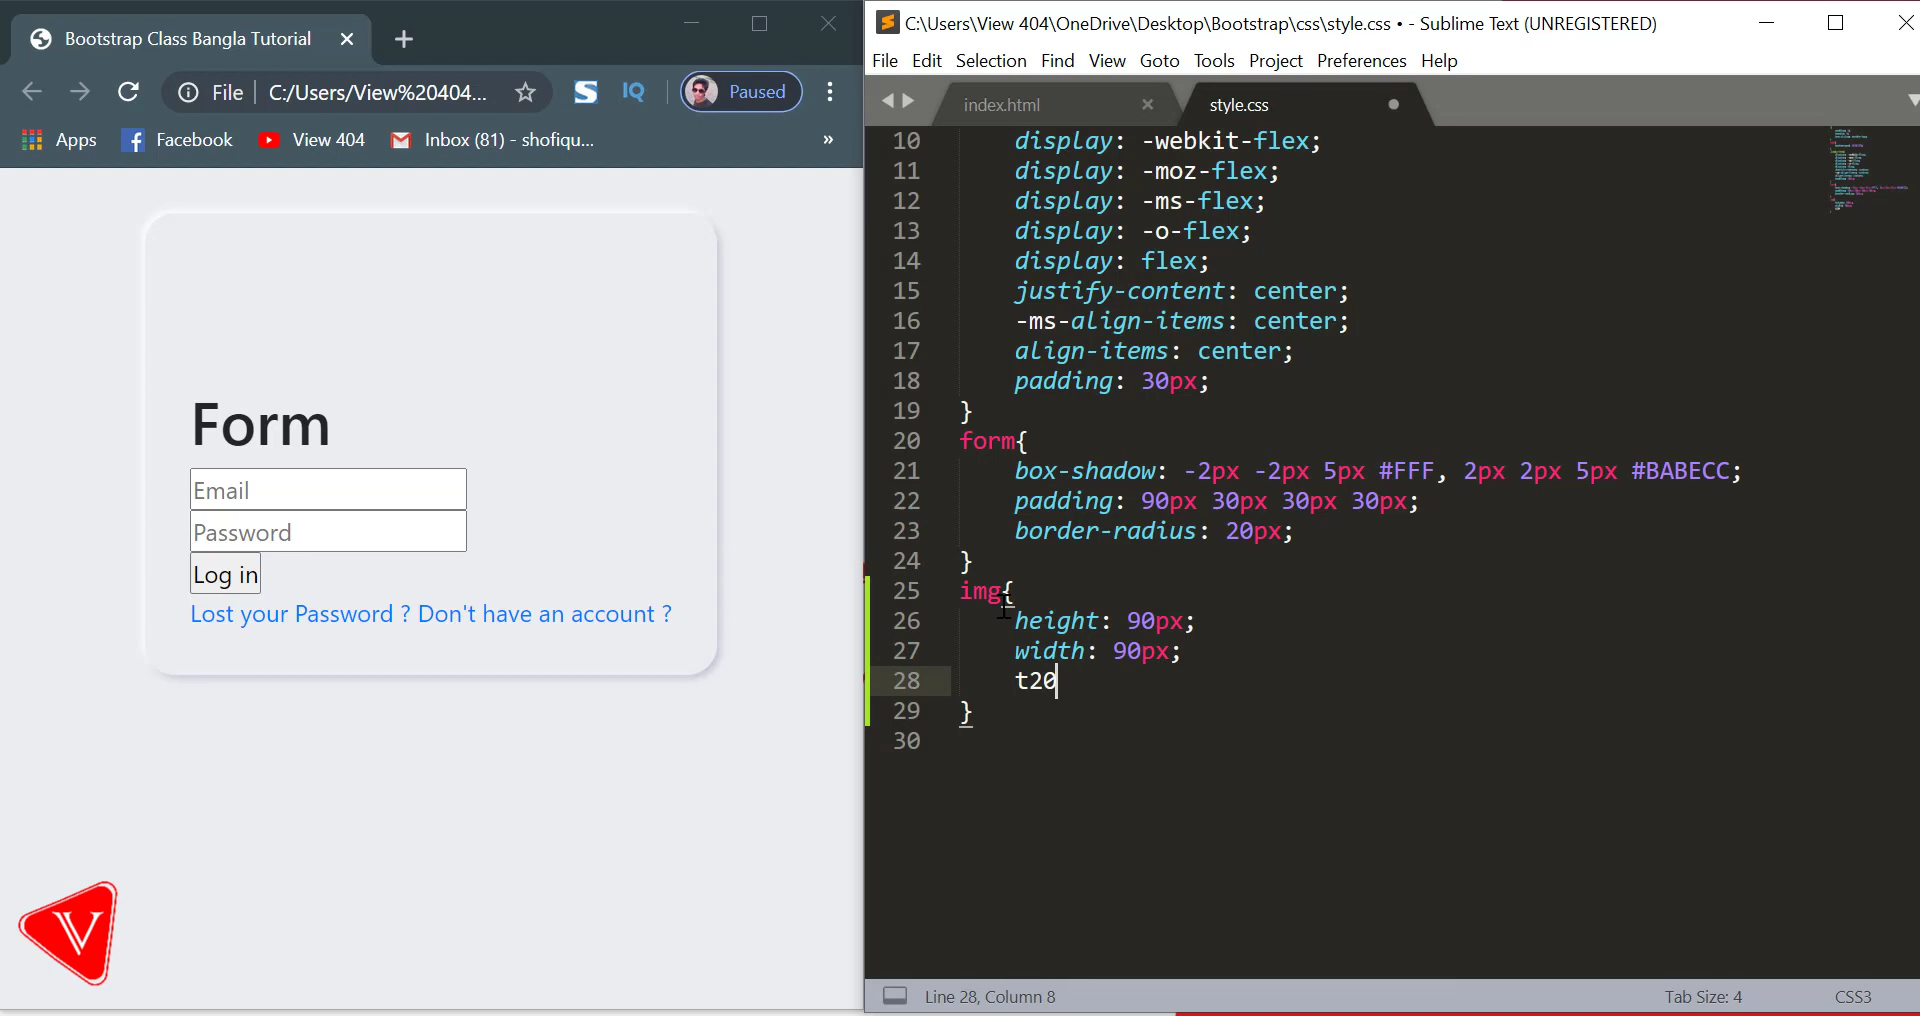 Bootstrap Class Bangla Tutorial
File C:/Users/View%20404... IQ Paused
Apps Facebook View 404 Inbox (81) - shofiqu... »
Form
Email
Password
Log in
Lost your Password ? Don't have an account ?
V
C:\Users\View 404\OneDrive\Desktop\Bootstrap\css\style.css • - Sublime Text (UNREGISTERED)
File Edit Selection Find View Goto Tools Project Preferences Help
index.html style.css
10 display: -webkit-flex;
11 display: -moz-flex;
12 display: -ms-flex;
13 display: -o-flex;
14 display: flex;
15 justify-content: center;
16 -ms-align-items: center;
17 align-items: center;
18 padding: 30px;
19 }
20 form{
21 box-shadow: -2px -2px 5px #FFF, 2px 2px 5px #BABECC;
22 padding: 90px 30px 30px 30px;
23 border-radius: 20px;
24 }
25 img{
26 height: 90px;
27 width: 90px;
28 t20
29 }
30
Line 28, Column 8 Tab Size: 4 CSS3